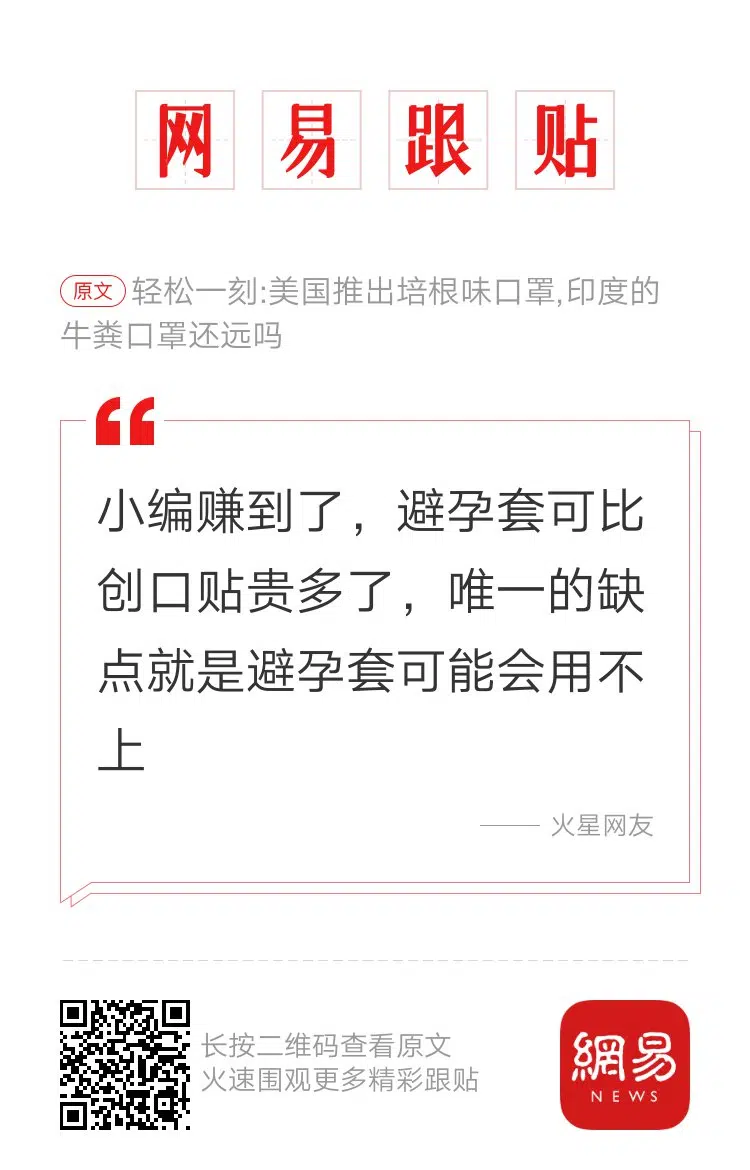 网易跟贴
原文 轻松一刻:美国推出培根味口罩,印度的
牛粪口罩还远吗
小编赚到了，避孕套可比
创口贴贵多了，唯一的缺
点就是避孕套可能会用不
上
—— 火星网友
长按二维码查看原文
火速围观更多精彩跟贴
網易
NEWS